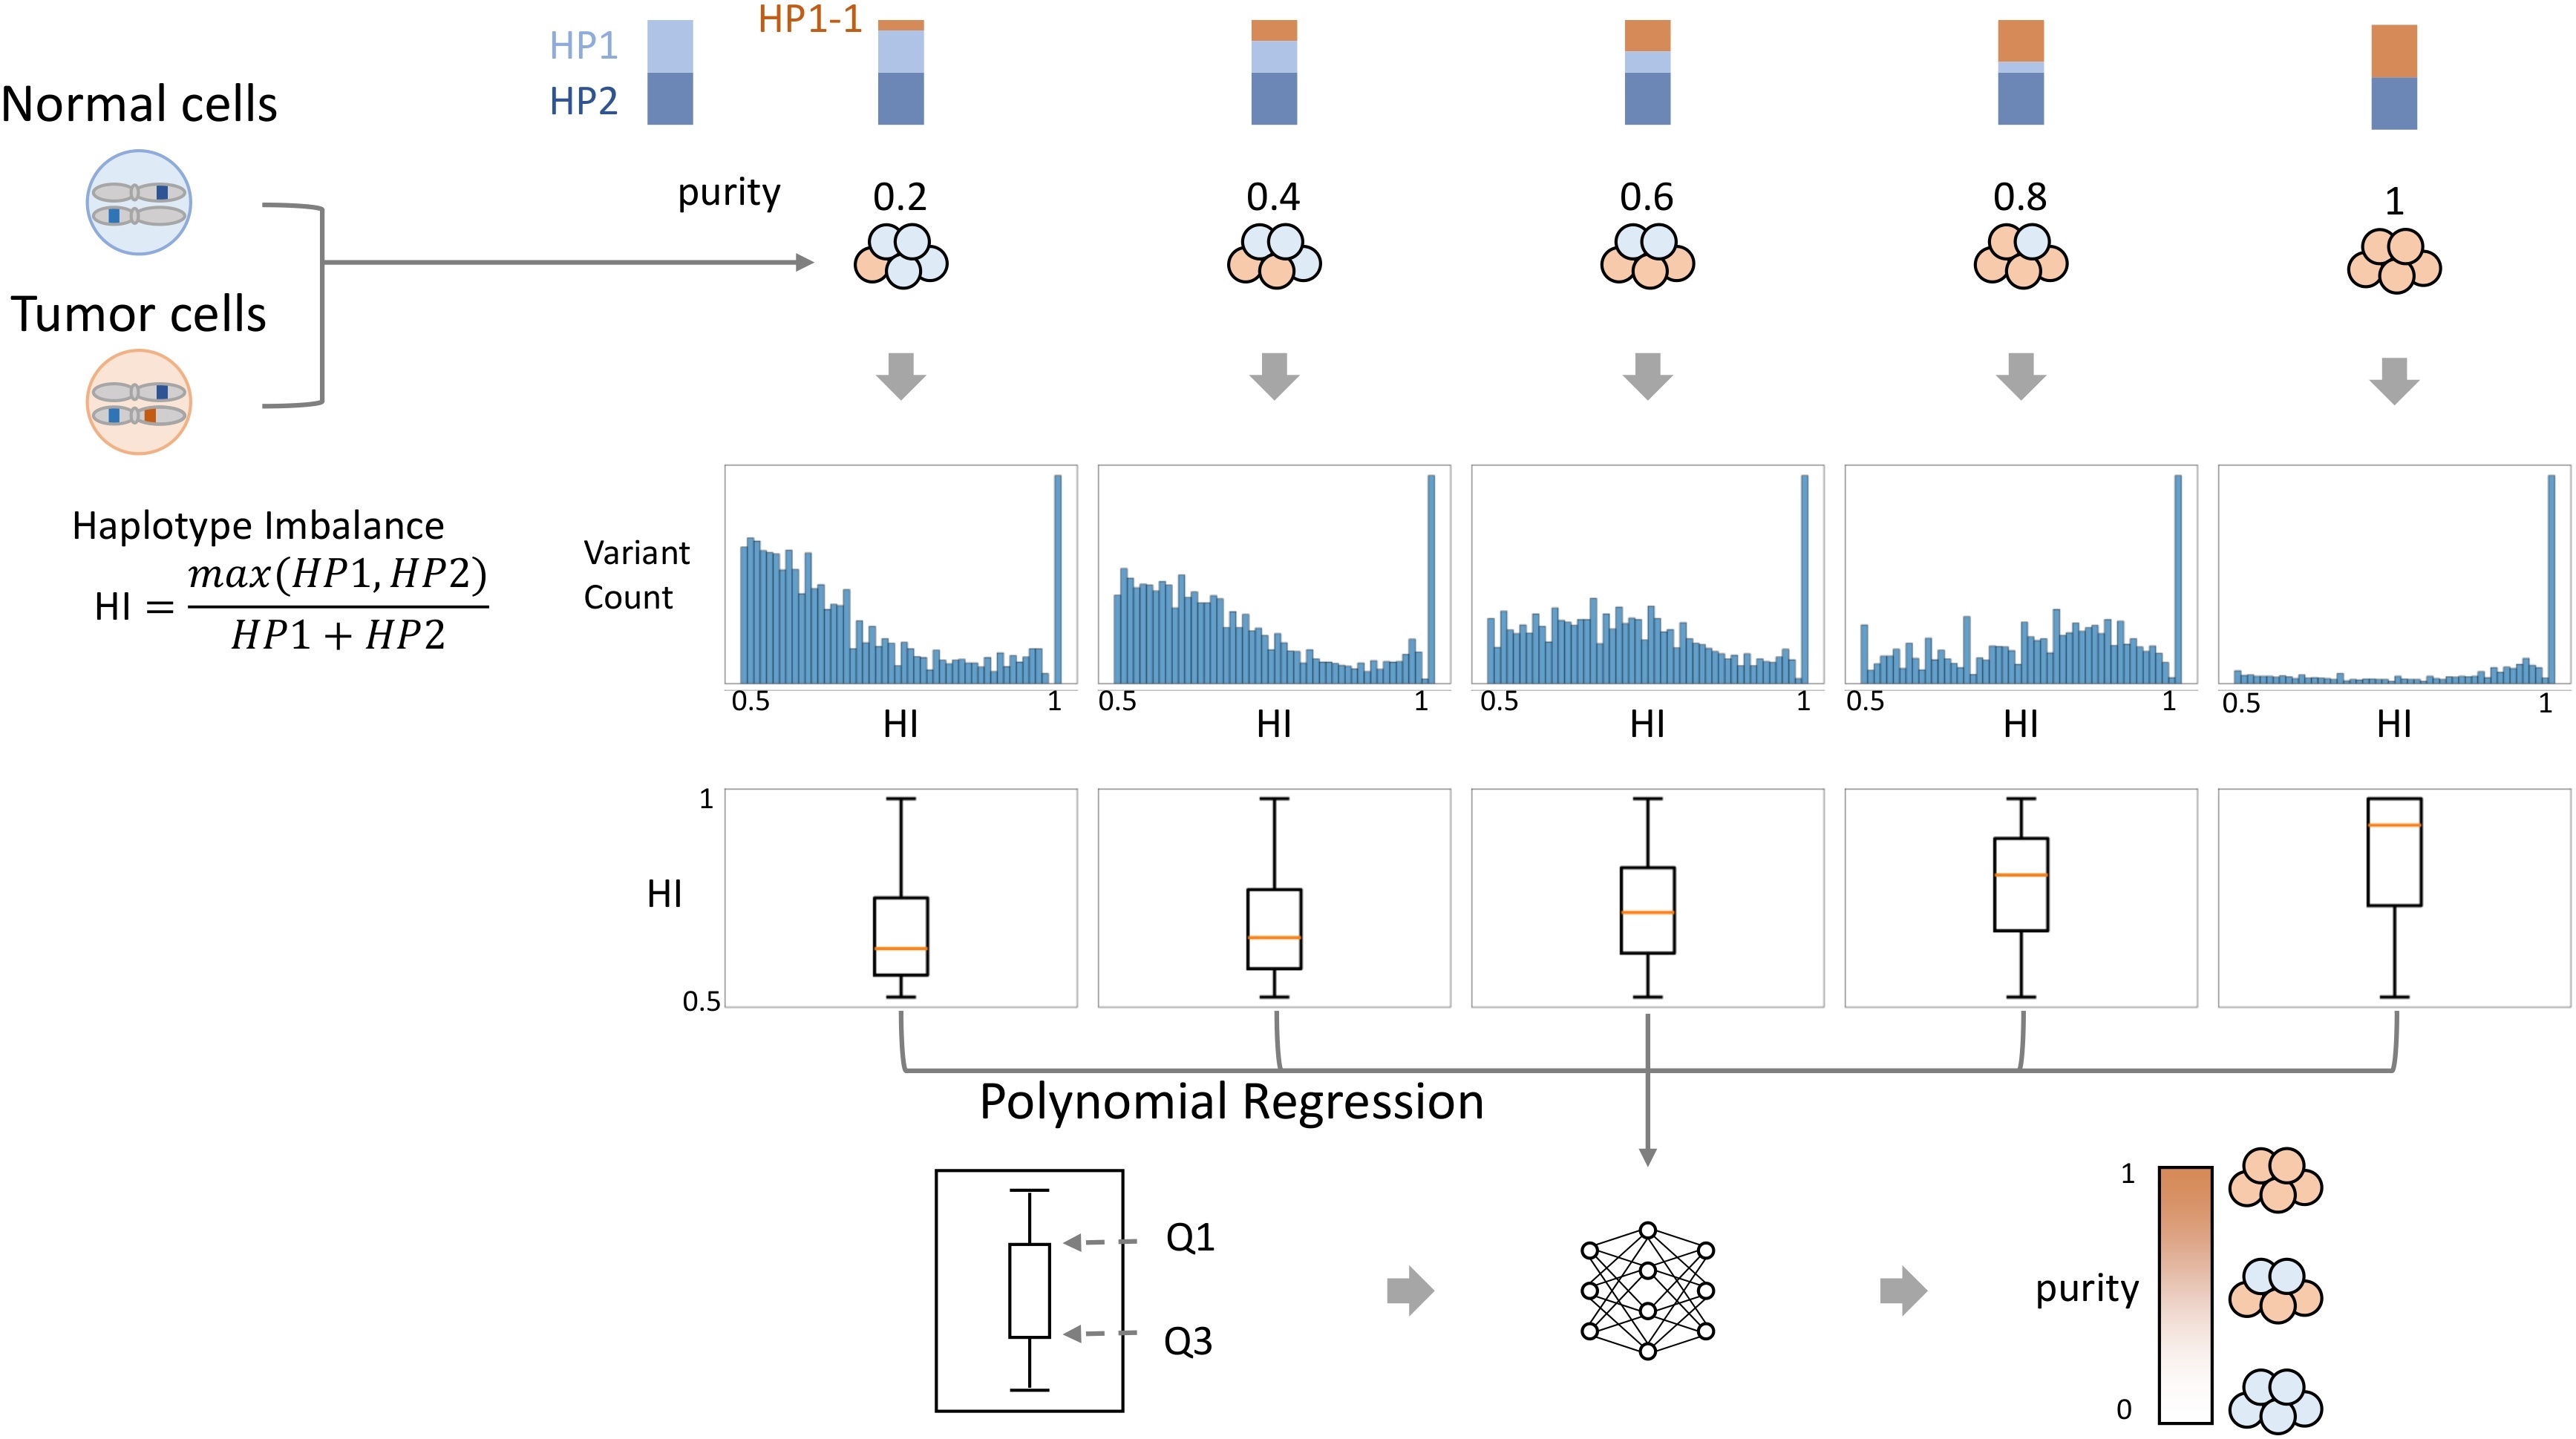 HP1-1
HP1
HP2
Normal cells
purity
0.2
0.4
0.6
0.8
1
Tumor cells
Haplotype Imbalance
HI = max(HP1, HP2)
HP1 + HP2
Variant
Count
0.5 1
0.5 1
0.5 1
0.5 1
0.5 1
HI
HI
HI
HI
HI
1
HI
0.5
Polynomial Regression
Q1
Q3
1
purity
0